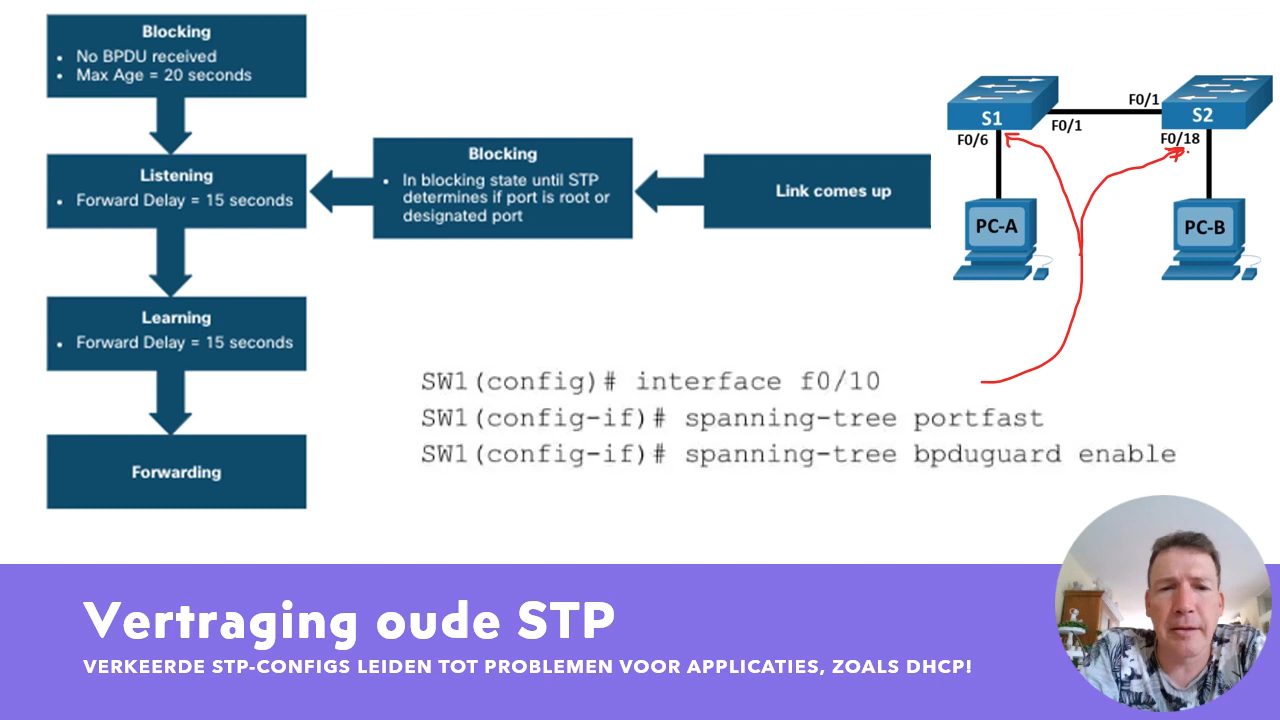 Blocking
• No BPDU received
• Max Age = 20 seconds
Listening
• Forward Delay = 15 seconds
Learning
• Forward Delay = 15 seconds
Forwarding
Blocking
• In blocking state until STP
determines if port is root or
designated port
Link comes up
S1
F0/6
F0/1
F0/1
S2
F0/18
PC-A
PC-B
SW1(config)# interface f0/10
SW1(config-if)# spanning-tree portfast
SW1(config-if)# spanning-tree bpduguard enable
Vertraging oude STP
VERKEERDE STP-CONFIGS LEIDEN TOT PROBLEMEN VOOR APPLICATIES, ZOALS DHCP!